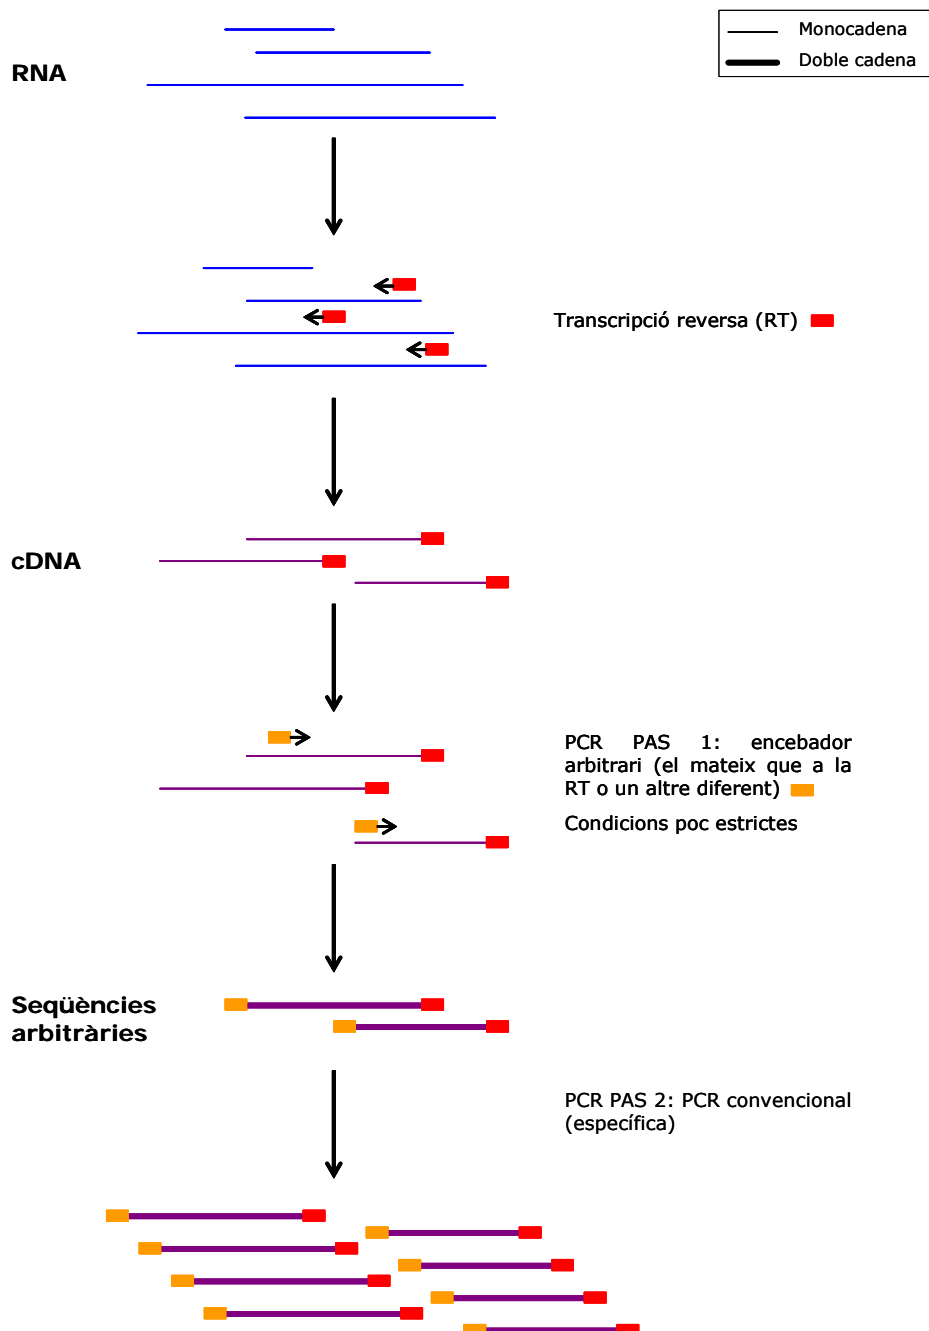 Monocadena
Doble cadena
RNA
Transcripció reversa (RT)
cDNA
PCR PAS 1: encebador
arbitrari (el mateix que a la
RT o un altre diferent)
Condicions poc estrictes
Seqüències
arbitràries
PCR PAS 2: PCR convencional
(específica)